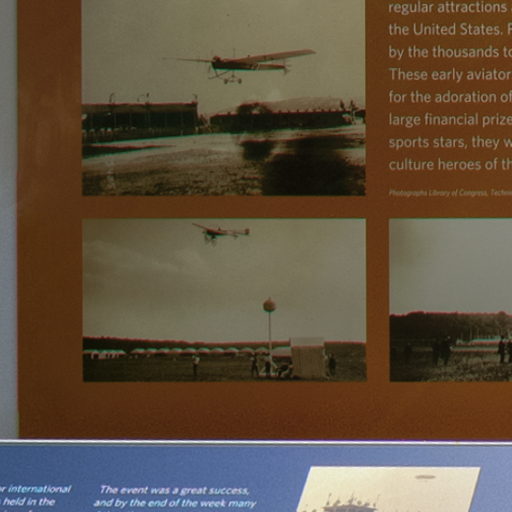 regular attractions
the United States.
by the thousands to
These early aviator
for the adoration of
large financial prize
sports stars, they w
culture heroes of th
Photographs Library of Congress, Techni
or international
held in the
The event was a great success,
and by the end of the week many